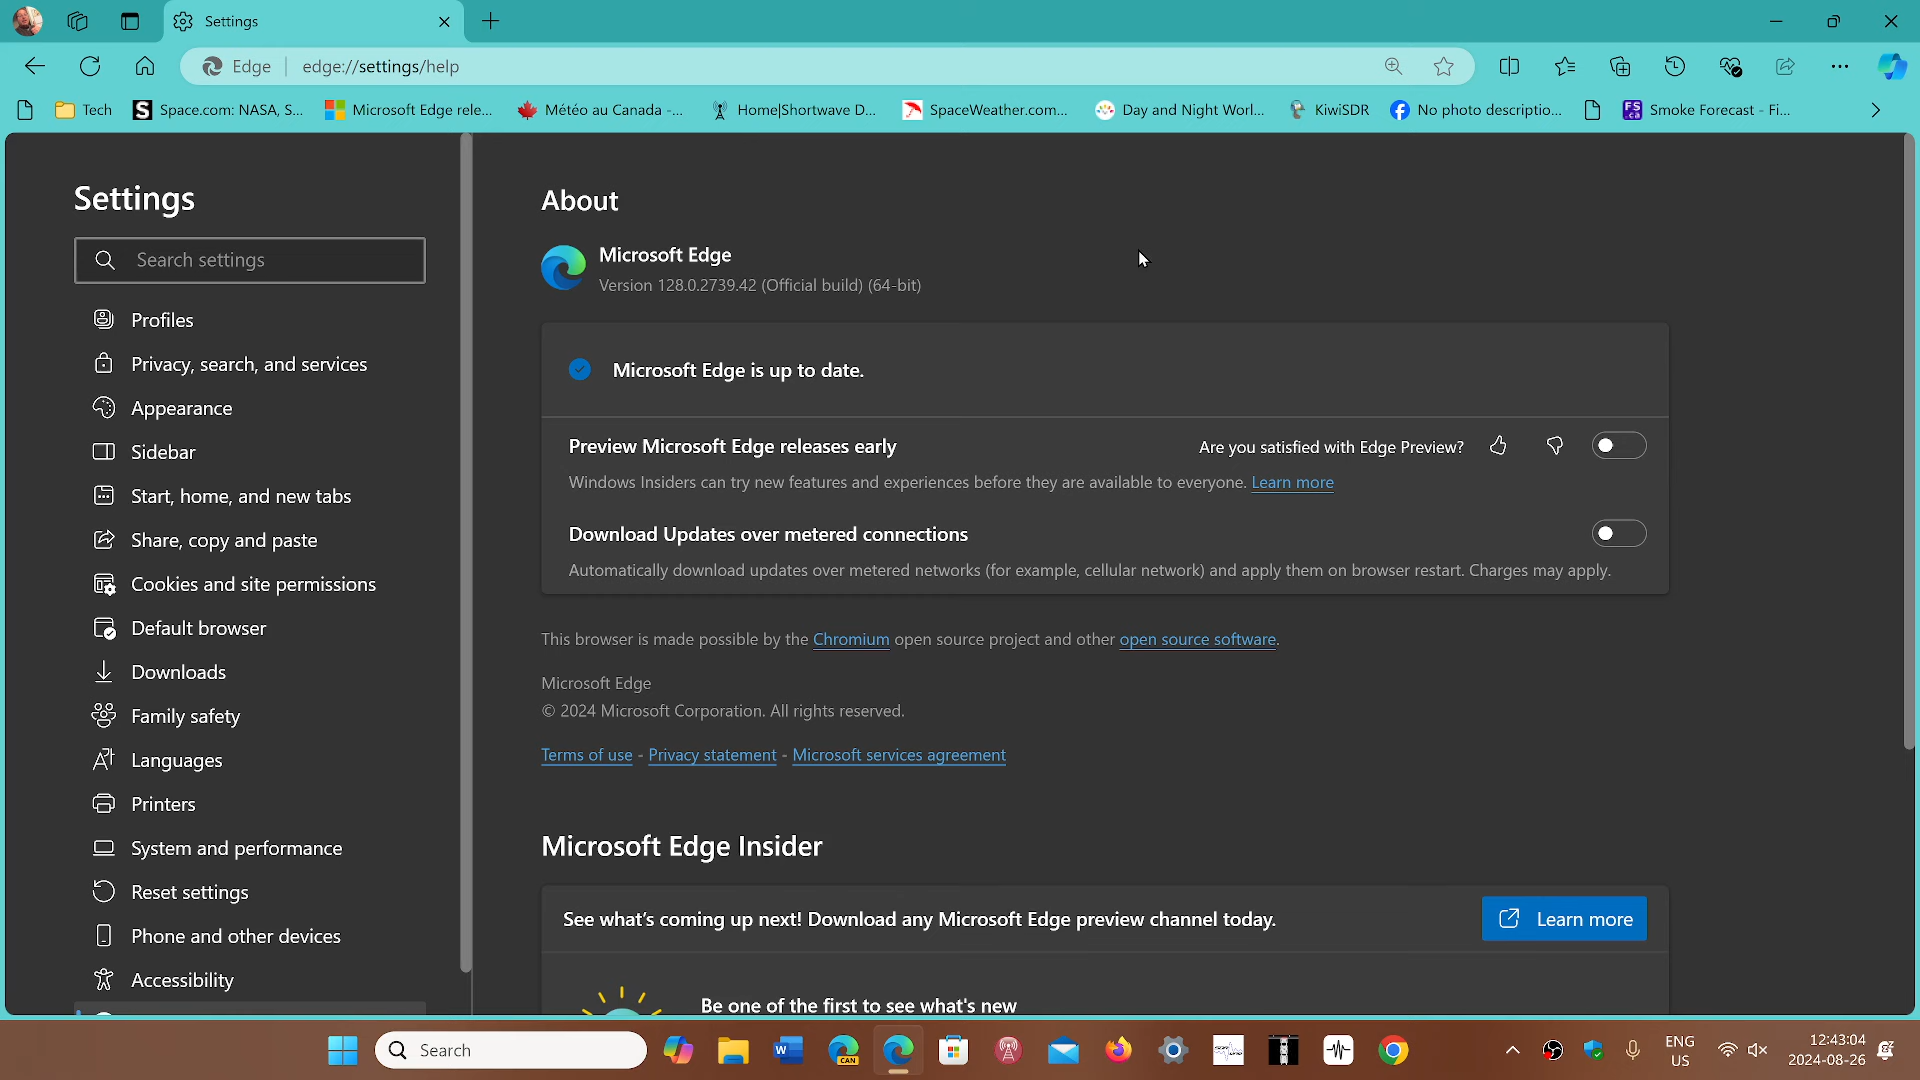 Settings
Edge
edge://settings/help
Tech
Space.com: NASA, S...
Microsoft Edge rele...
Météo au Canada -...
Home|Shortwave D...
SpaceWeather.com...
Day and Night Worl...
KiwiSDR
No photo descriptio...
FS.ca
Smoke Forecast - Fi...
Settings
Search settings
Profiles
Privacy, search, and services
Appearance
Sidebar
Start, home, and new tabs
Share, copy and paste
Cookies and site permissions
Default browser
Downloads
Family safety
Languages
Printers
System and performance
Reset settings
Phone and other devices
Accessibility
About
Microsoft Edge
Version 128.0.2739.42 (Official build) (64-bit)
Microsoft Edge is up to date.
Preview Microsoft Edge releases early
Are you satisfied with Edge Preview?
Windows Insiders can try new features and experiences before they are available to everyone. Learn more
Download Updates over metered connections
Automatically download updates over metered networks (for example, cellular network) and apply them on browser restart. Charges may apply.
This browser is made possible by the Chromium open source project and other open source software.
Microsoft Edge
© 2024 Microsoft Corporation. All rights reserved.
Terms of use - Privacy statement - Microsoft services agreement
Microsoft Edge Insider
See what's coming up next! Download any Microsoft Edge preview channel today.
Learn more
Be one of the first to see what's new
Search
CAN
ENG
US
12:43:04
2024-08-26